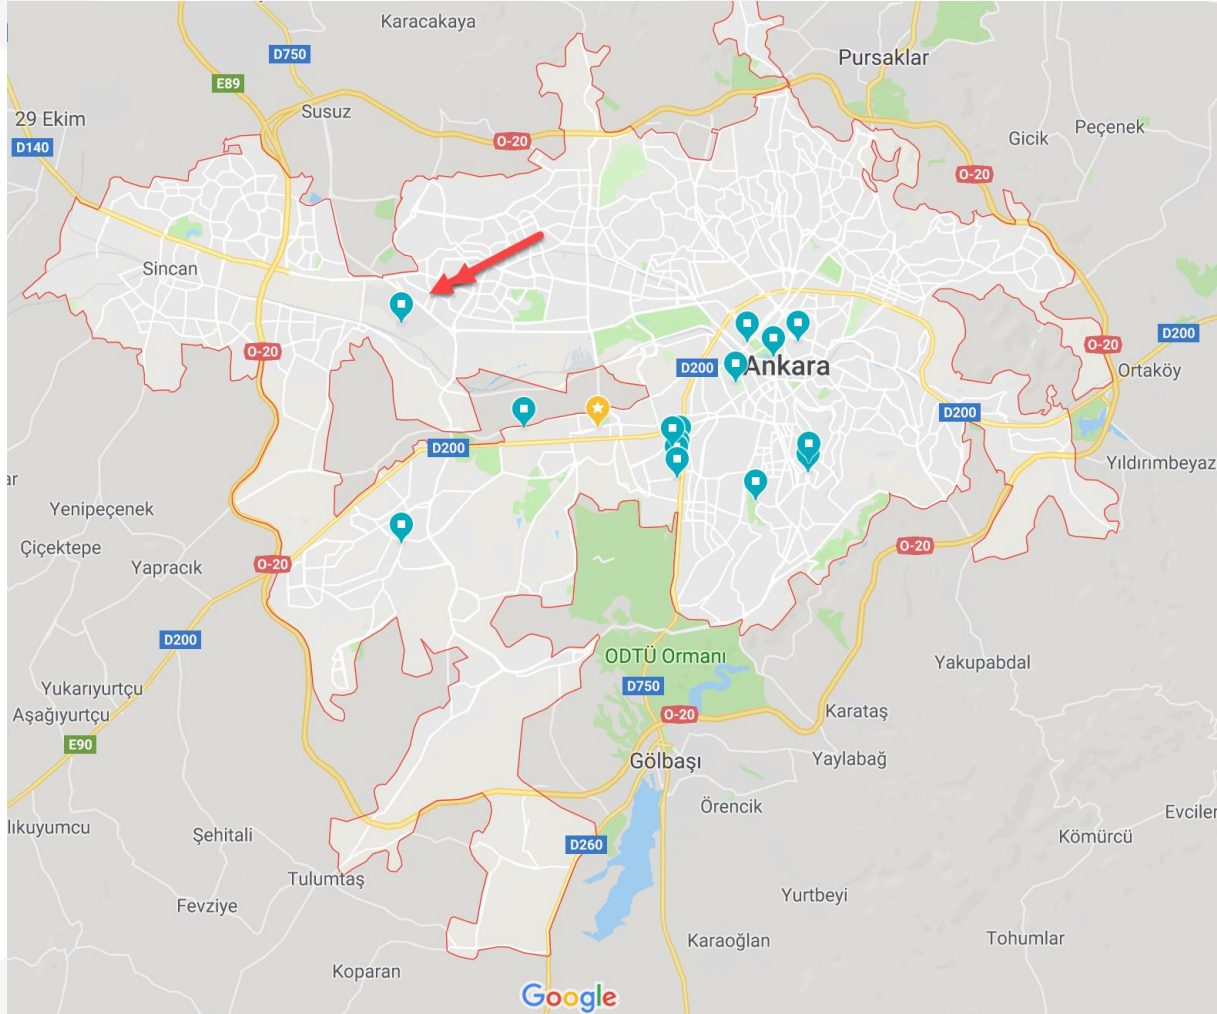 Karacakaya
D750
Pursaklar
E89
29 Ekim
Susuz
O-20
Gicik
Peçenek
D140
O-20
Sincan
O-20
O-20
D200
D200
Ankara
Ortaköy
D200
D200
Yıldırımbeyaz
ar
Yenipeçenek
Çiçektepe
Yapracık
O-20
O-20
D200
ODTÜ Ormanı
Yakupabdal
D750
Yukarıyurtçu
Aşağıyurtçu
O-20
Karataş
E90
Gölbaşı
Yaylabağ
Örencik
Evciler
lıkuyumcu
Şehitali
D260
Kömürcü
Tulumtaş
Yurtbeyi
Fevziye
Karaoğlan
Tohumlar
Koparan
Google